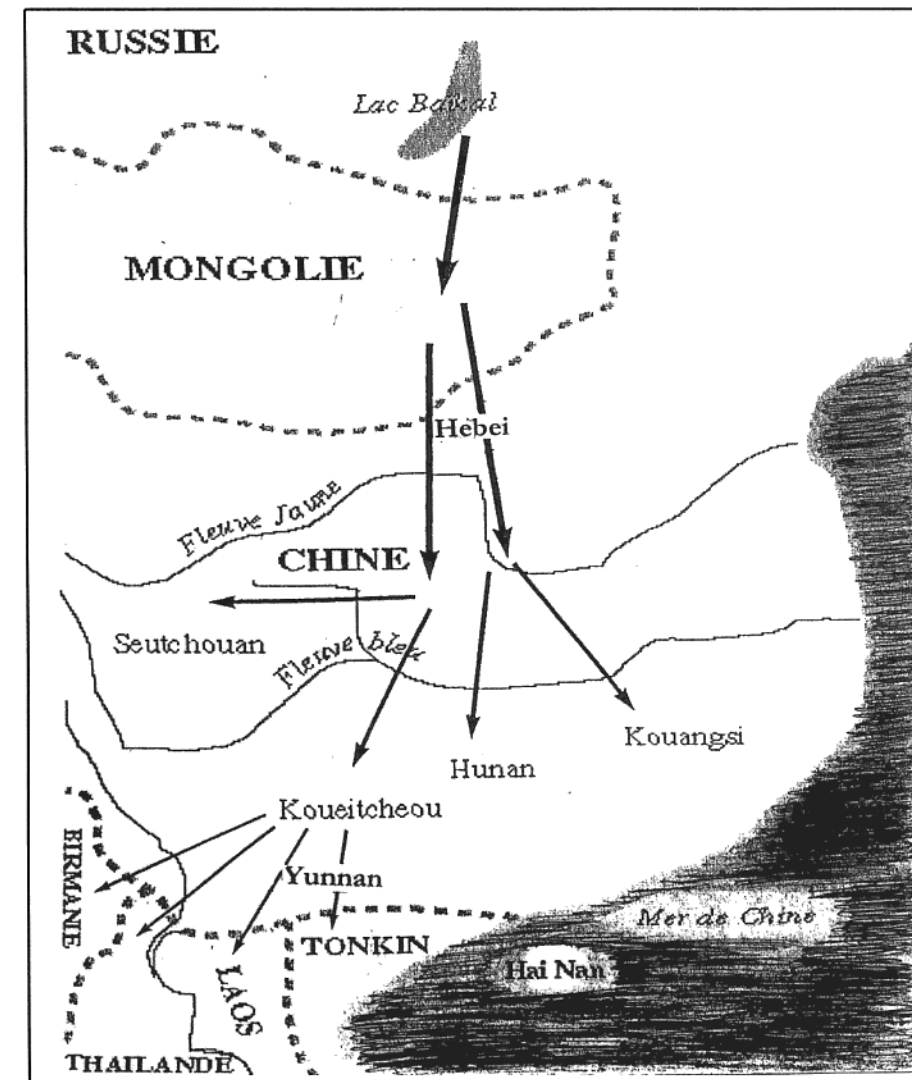 RUSSIE
Lac Baïkal
MONGOLIE
Hebei
Fleuve Jaune
CHINE
Seutchouan
Fleuve bleu
Kouangsi
Hunan
Koueitcheou
BIRMANIE
Yunnan
Mer de Chine
TONKIN
Hai Nan
LAOS
THAILANDE